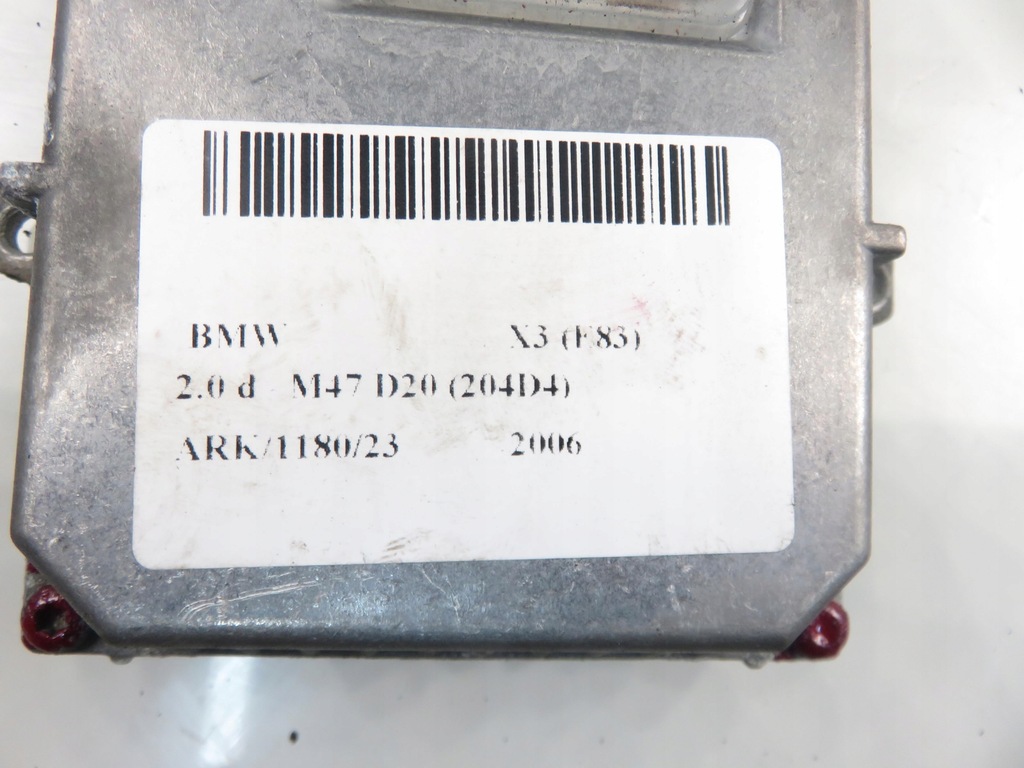 BMW X3 (E83)
2.0 d M47 D20 (204D4)
ARK/1180/23 2006